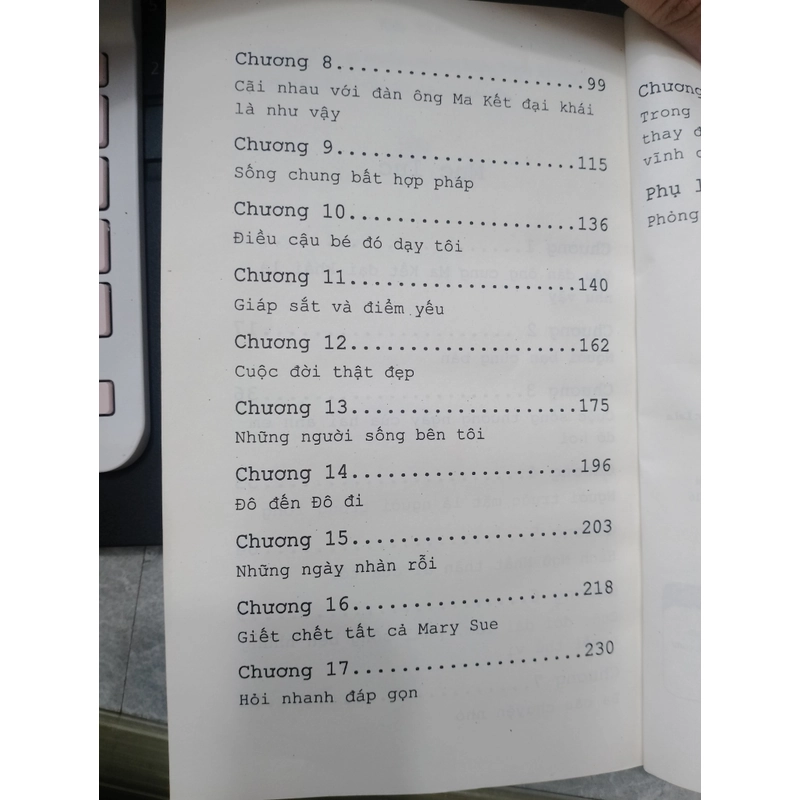 Chương 8.......................99
Cãi nhau với đàn ông Ma Kết đại khái
là như vậy
Chương 9......................115
Sống chung bất hợp pháp
Chương 10.....................136
Điều cậu bé đó dạy tôi
Chương 11.....................140
Giáp sắt và điểm yếu
Chương 12.....................162
Cuộc đời thật đẹp
Chương 13.....................175
Những người sống bên tôi
Chương 14.....................196
Đô đến Đô đi
Chương 15.....................203
Những ngày nhàn rỗi
Chương 16.....................218
Giết chết tất cả Mary Sue
Chương 17.....................230
Hỏi nhanh đáp gọn
Chương
Trong
thay
vĩnh
Phụ
Phỏng